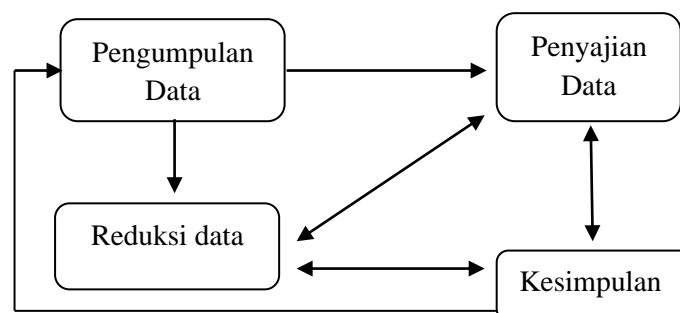 Pengumpulan
Data
Penyajian
Data
Reduksi data
Kesimpulan